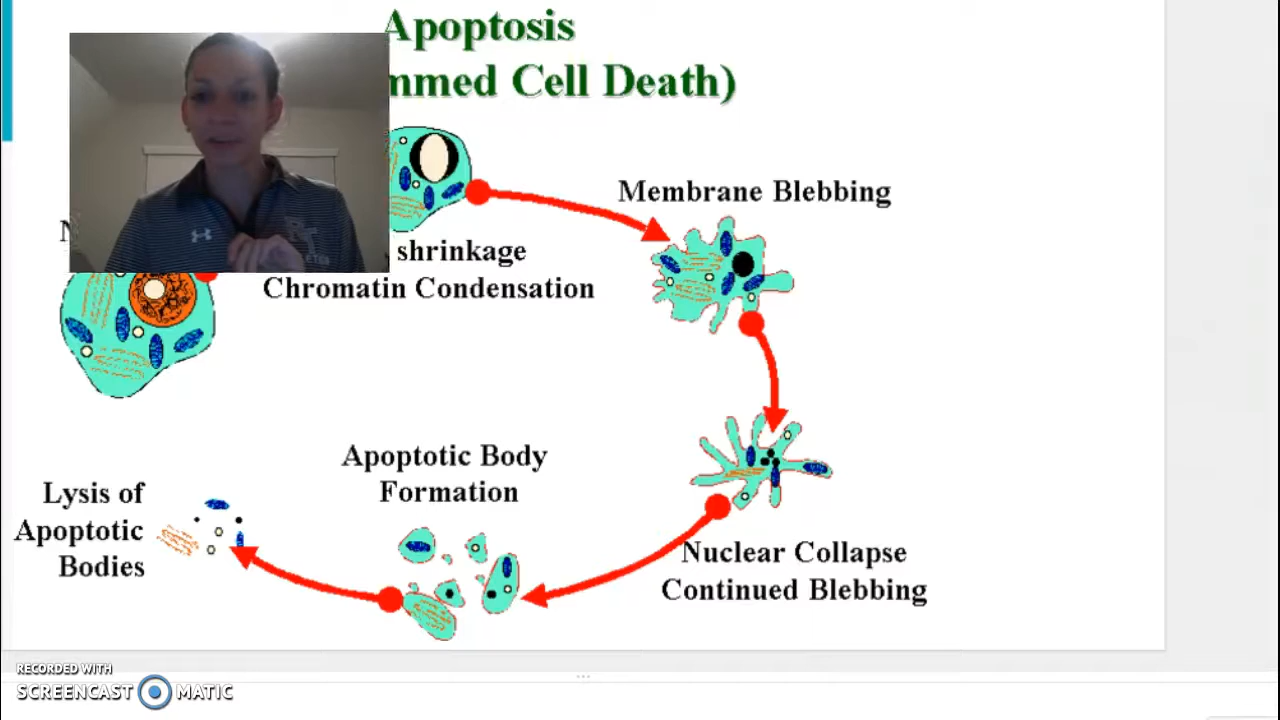 Apoptosis
mmed Cell Death)
Membrane Blebbing
N
shrinkage
Chromatin Condensation
Apoptotic Body
Formation
Lysis of
Apoptotic
Bodies
Nuclear Collapse
Continued Blebbing
RECORDED WITH
SCREENCAST MATIC